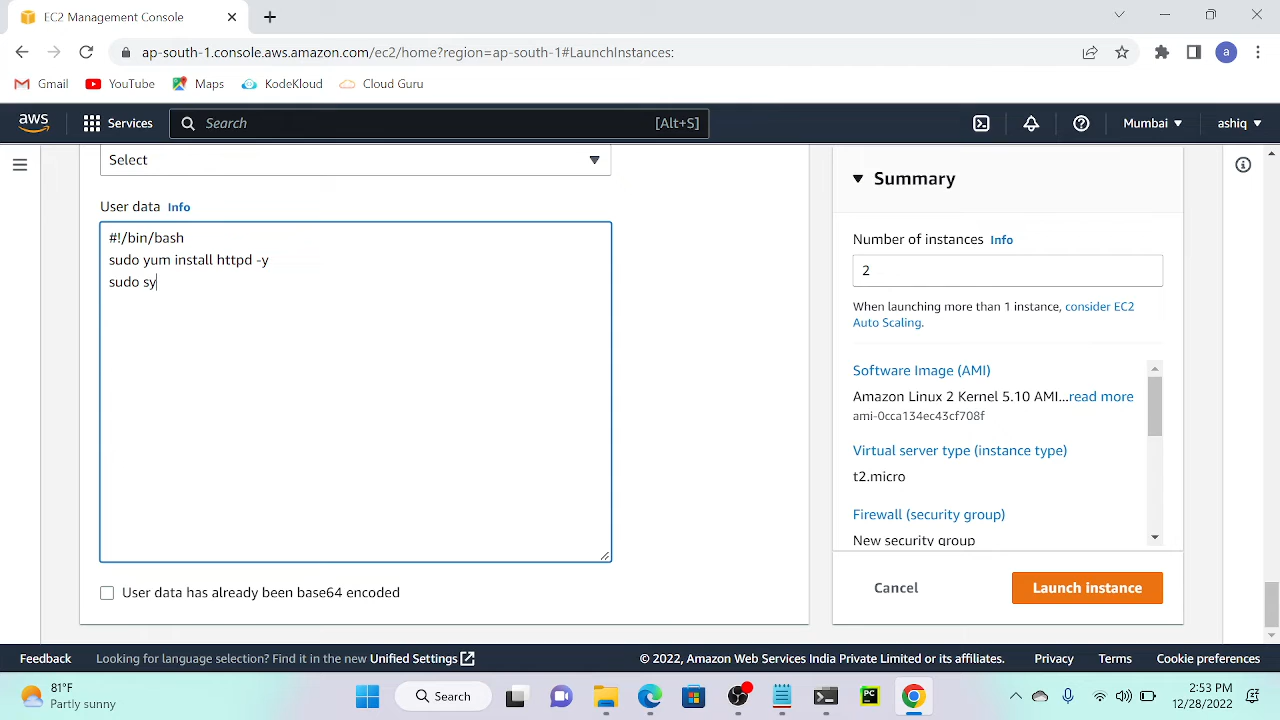 EC2 Management Console
ap-south-1.console.aws.amazon.com/ec2/home?region=ap-south-1#LaunchInstances:
a
Gmail YouTube Maps KodeKloud Cloud Guru
aws Services Search [Alt+S] Mumbai ashiq
Select
User data Info
#!/bin/bash
sudo yum install httpd -y
sudo sy
User data has already been base64 encoded
Summary
Number of instances Info
2
When launching more than 1 instance, consider EC2
Auto Scaling.
Software Image (AMI)
Amazon Linux 2 Kernel 5.10 AMI...read more
ami-0cca134ec43cf708f
Virtual server type (instance type)
t2.micro
Firewall (security group)
New security group
Cancel Launch instance
Feedback Looking for language selection? Find it in the new Unified Settings © 2022, Amazon Web Services India Private Limited or its affiliates. Privacy Terms Cookie preferences
81°F
Partly sunny
Search
PC
2:53 PM
12/28/2022